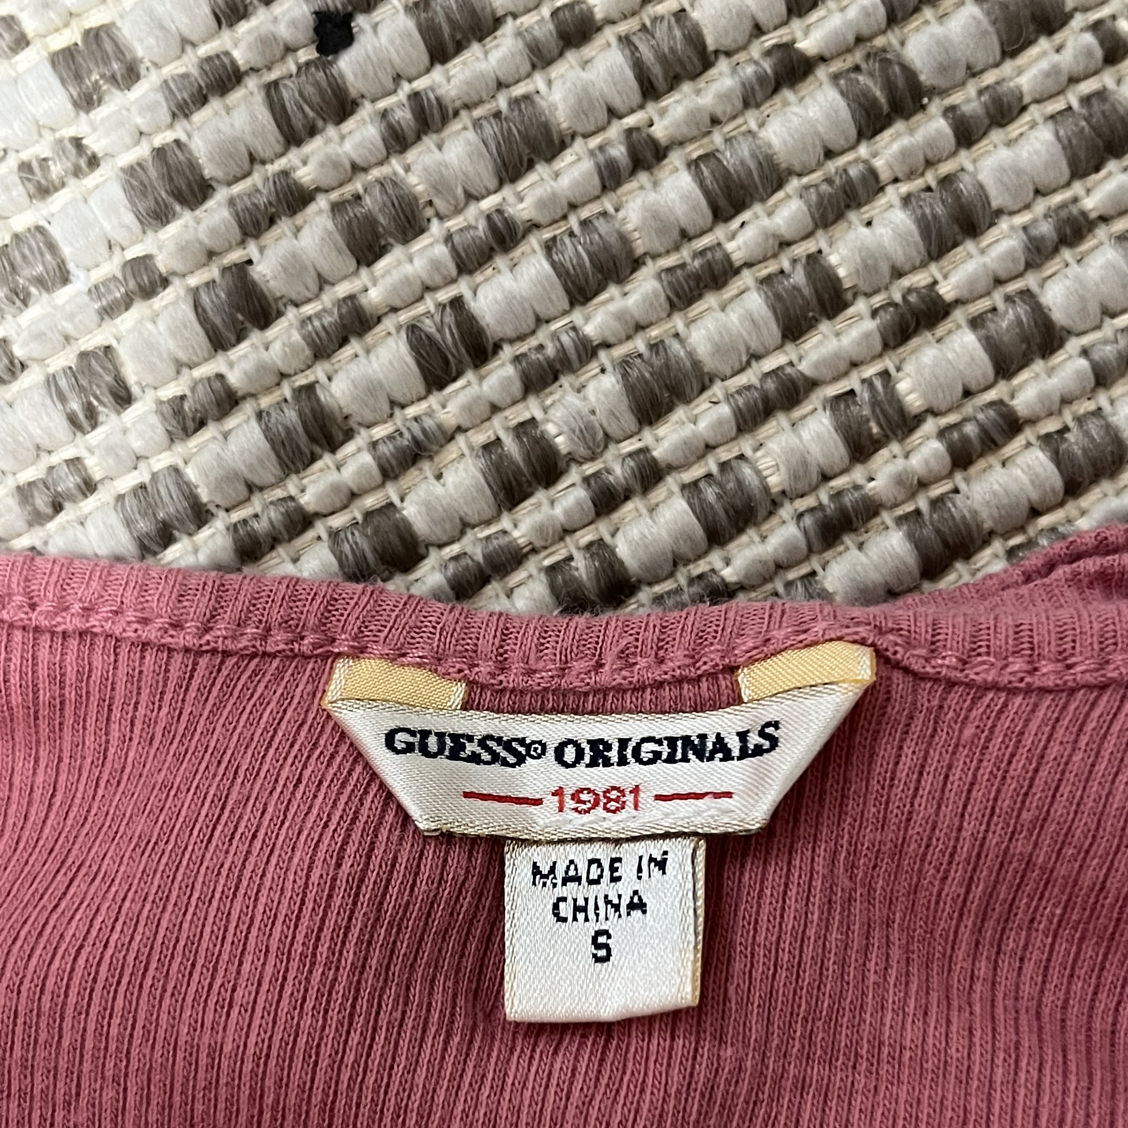 GUESS® ORIGINALS
1981
MADE IN
CHINA
S